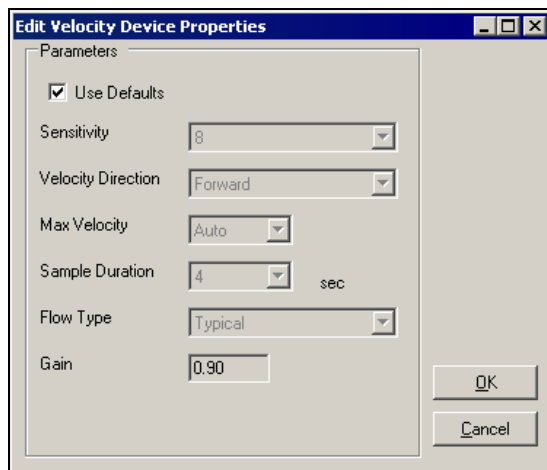 Edit Velocity Device Properties
Parameters
Use Defaults
Sensitivity 8
Velocity Direction Forward
Max Velocity Auto
Sample Duration 4 sec
Flow Type Typical
Gain 0.90
OK
Cancel